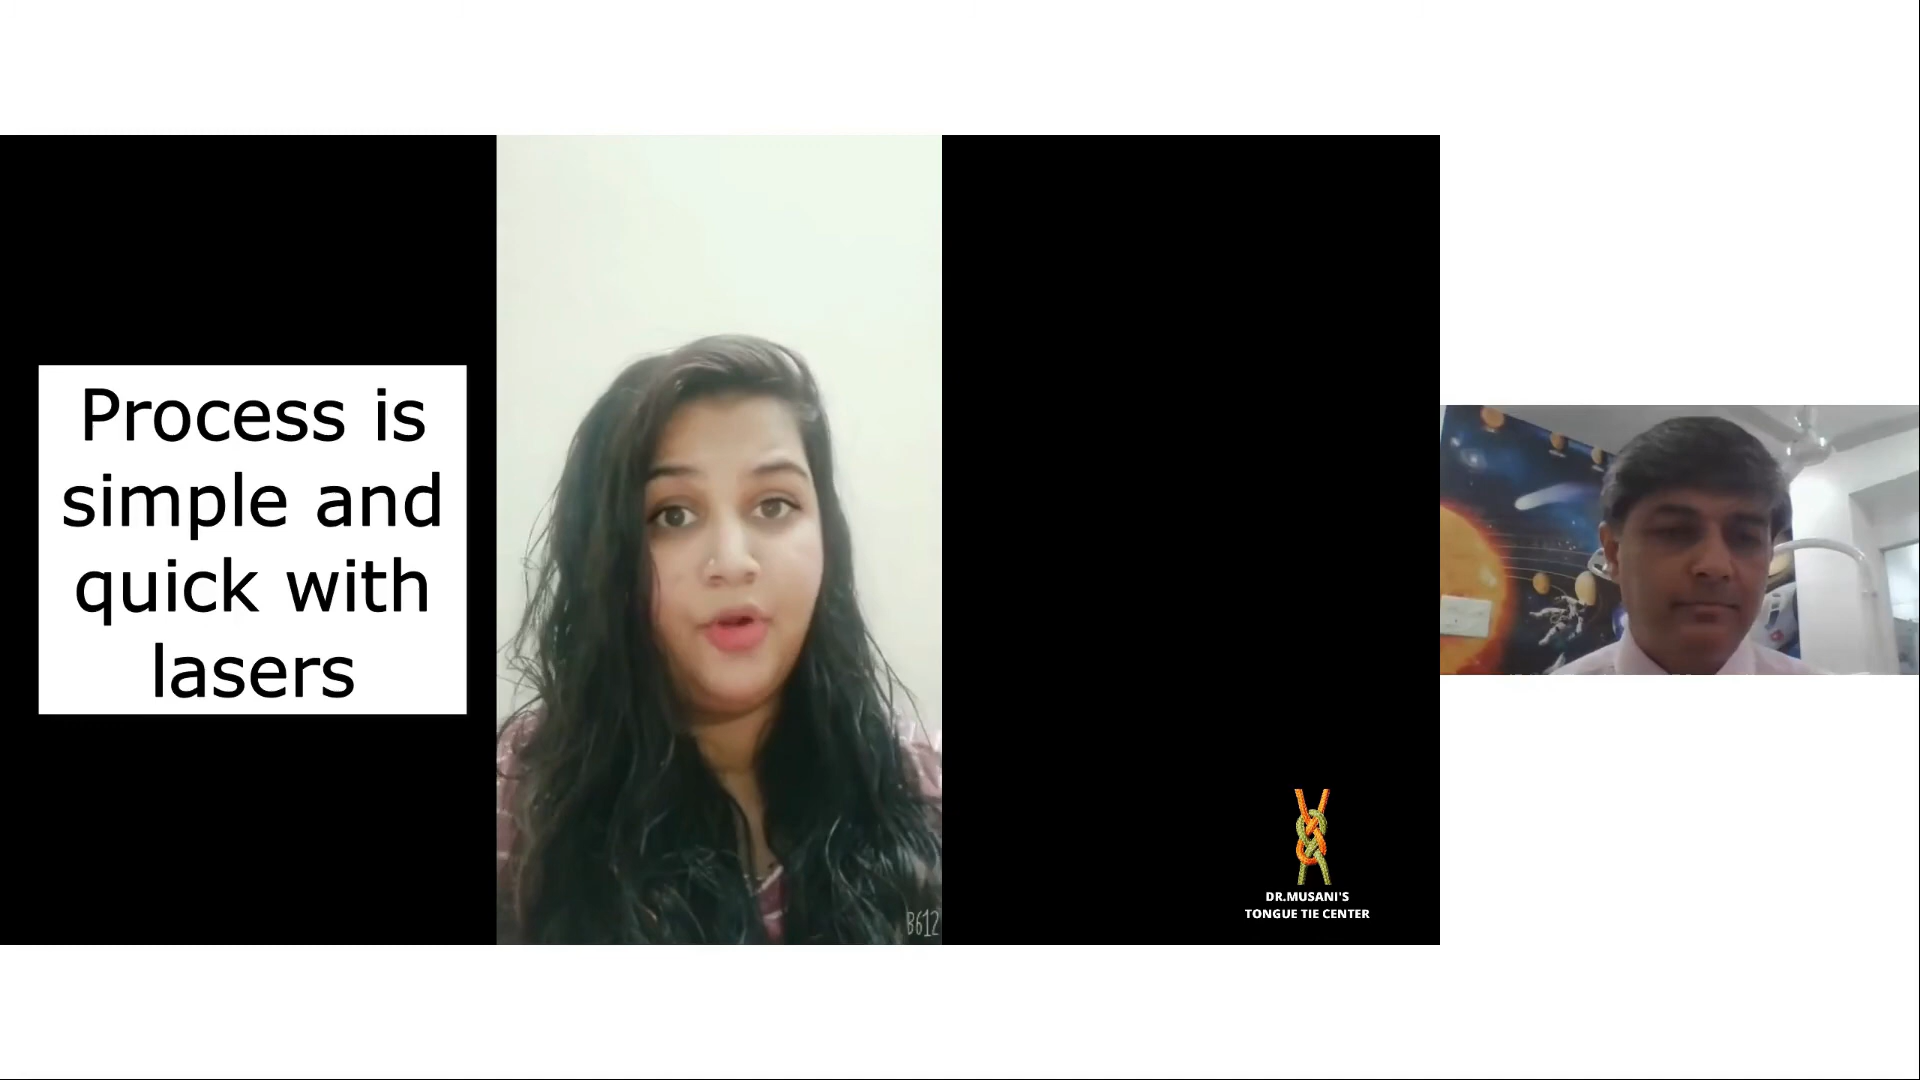 Process is
simple and
quick with
lasers
B612
DR.MUSANI'S
TONGUE TIE CENTER